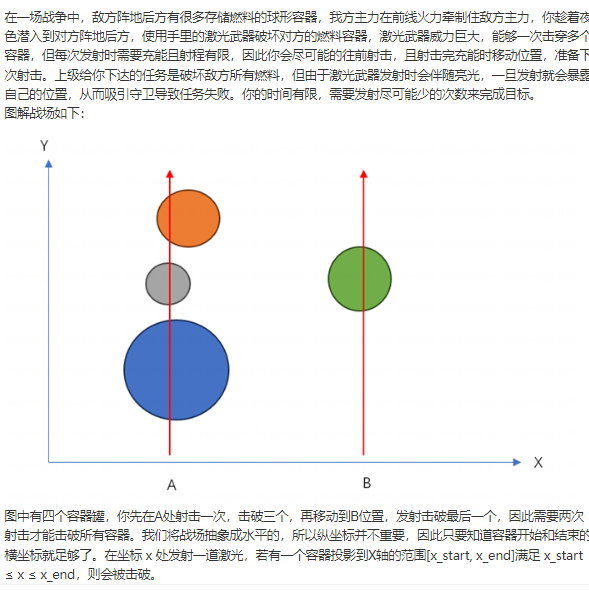 在一场战争中，敌方阵地后方有很多存储燃料的球形容器，我方主力在前线火力牵制住敌方主力，你趁着夜
色潜入到对方阵地后方，使用手里的激光武器破坏对方的燃料容器，激光武器威力巨大，能够一次击穿多个
容器，但每次发射时需要充能且射程有限，因此你会尽可能的往前射击，且射击完充能时移动位置，准备下
次射击。上级给你下达的任务是破坏敌方所有燃料，但由于激光武器发射时会伴随亮光，一旦发射就会暴露
自己的位置，从而吸引守卫导致任务失败。你的时间有限，需要发射尽可能少的次数来完成目标。
图解战场如下：
Y
X
A
B
图中有四个容器罐，你先在A处射击一次，击破三个，再移动到B位置，发射击破最后一个，因此需要两次
射击才能击破所有容器。我们将战场抽象成水平的，所以纵坐标并不重要，因此只要知道容器开始和结束的
横坐标就足够了。在坐标 x 处发射一道激光，若有一个容器投影到X轴的范围[x_start, x_end]满足 x_start
≤ x ≤ x_end，则会被击破。